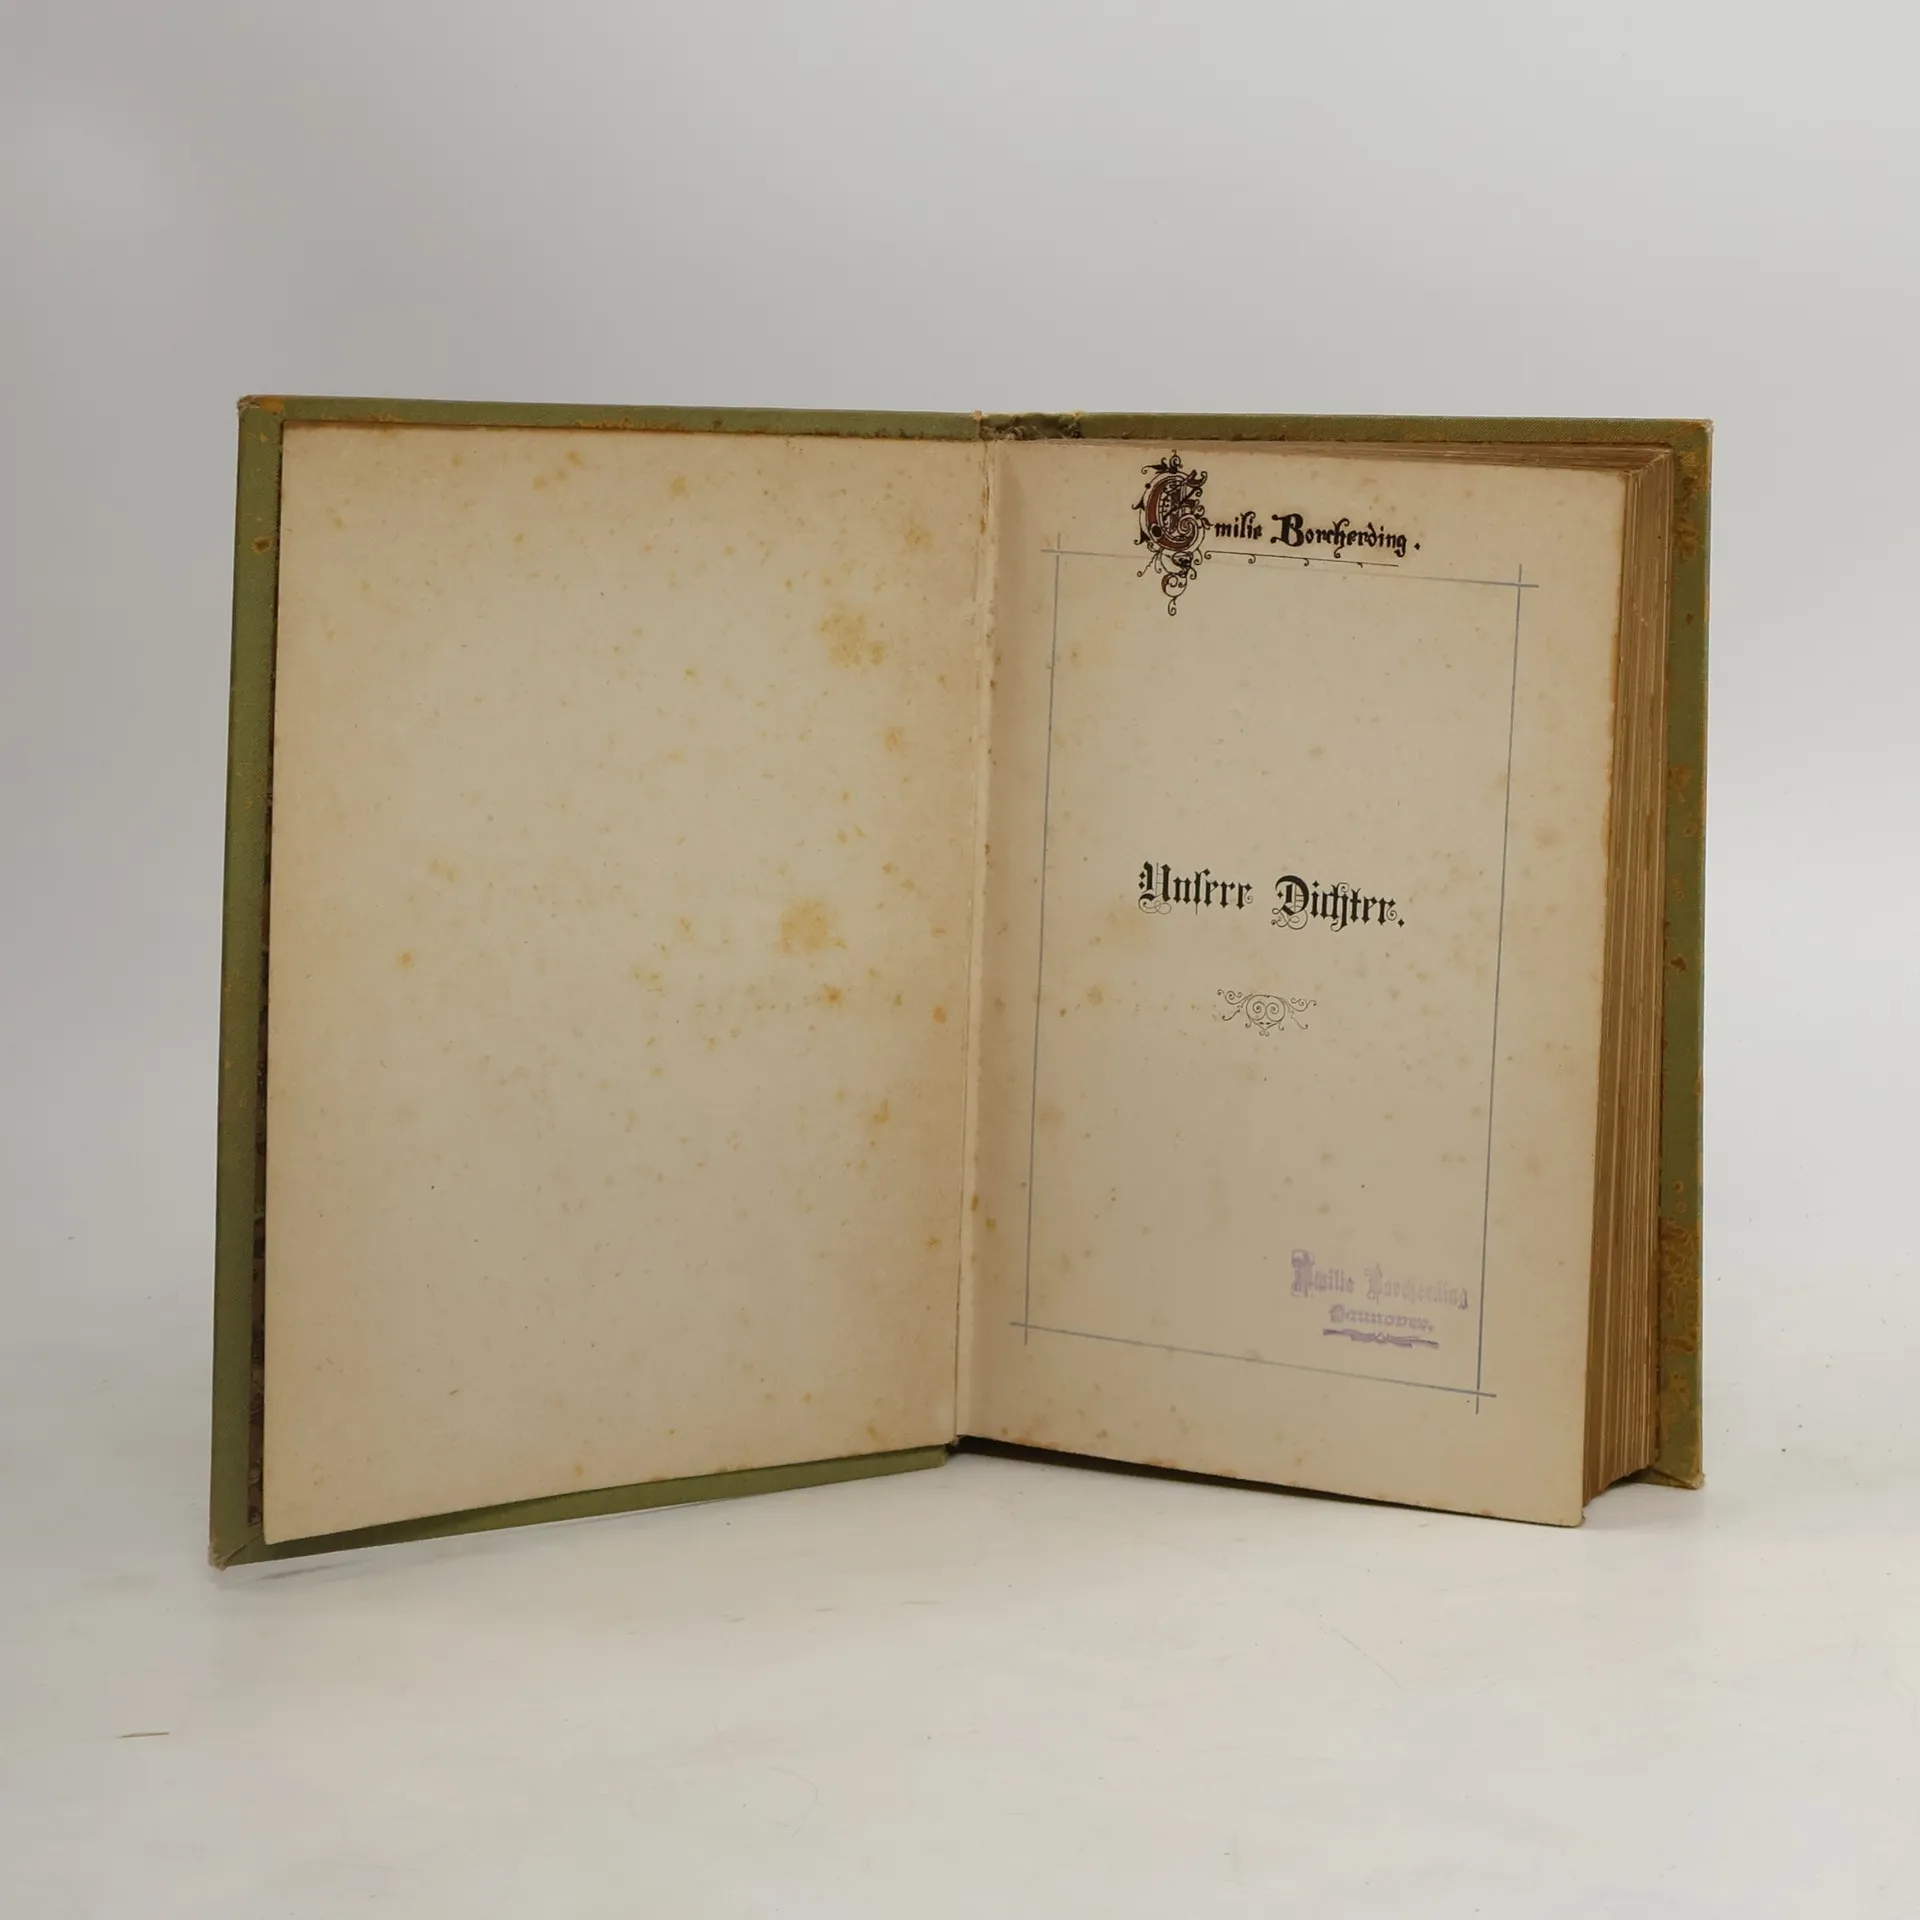 Emilie Borcherding.
Unſere Dichter.
Emilie Borcherding
Hannover.